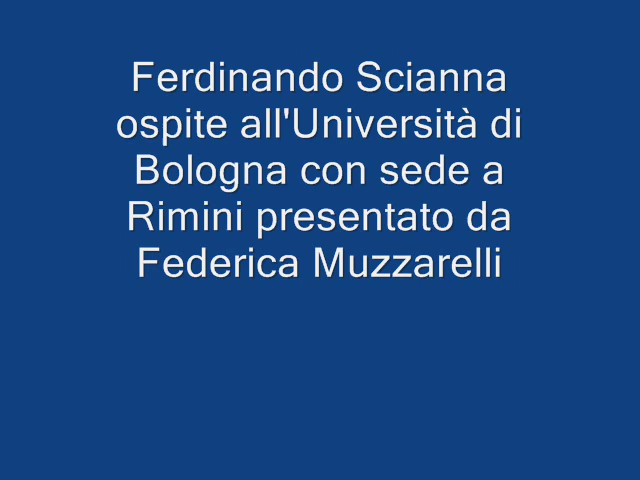 Ferdinando Scianna
ospite all'Università di
Bologna con sede a
Rimini presentato da
Federica Muzzarelli